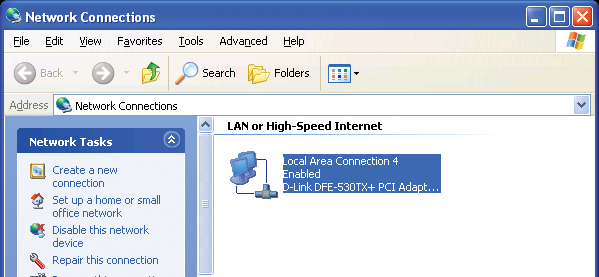 Network Connections
File Edit View Favorites Tools Advanced Help
Back Search Folders
Address Network Connections
Network Tasks
Create a new
connection
Set up a home or small
office network
Disable this network
device
Repair this connection
LAN or High-Speed Internet
Local Area Connection 4
Enabled
D-Link DFE-530TX+ PCI Adapt...